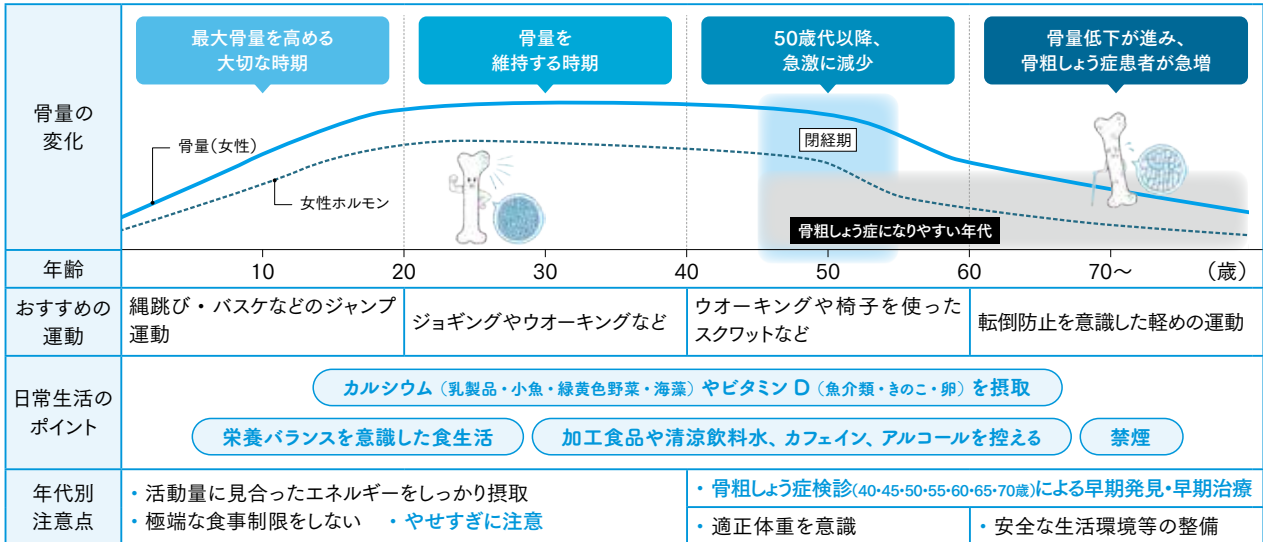 最大骨量を高める
大切な時期
骨量を
維持する時期
50歳代以降、
急激に減少
骨量低下が進み、
骨粗しょう症患者が急増
骨量の
変化
骨量(女性)
女性ホルモン
閉経期
骨粗しょう症になりやすい年代
年齢
10 20 30 40 50 60 70〜 (歳)
おすすめの
運動
縄跳び・バスケなどのジャンプ
運動
ジョギングやウオーキングなど
ウオーキングや椅子を使った
スクワットなど
転倒防止を意識した軽めの運動
日常生活の
ポイント
カルシウム(乳製品・小魚・緑黄色野菜・海藻)やビタミンD(魚介類・きのこ・卵)を摂取
栄養バランスを意識した食生活
加工食品や清涼飲料水、カフェイン、アルコールを控える
禁煙
年代別
注意点
・活動量に見合ったエネルギーをしっかり摂取
・極端な食事制限をしない ・やせすぎに注意
・骨粗しょう症検診(40・45・50・55・60・65・70歳)による早期発見・早期治療
・適正体重を意識
・安全な生活環境等の整備